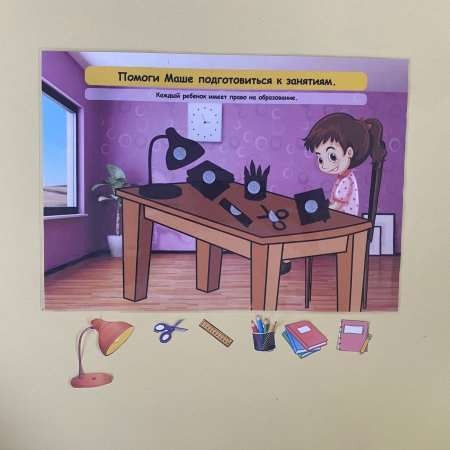 Помоги Маше подготовиться к занятиям.
Каждый ребенок имеет право на образование.